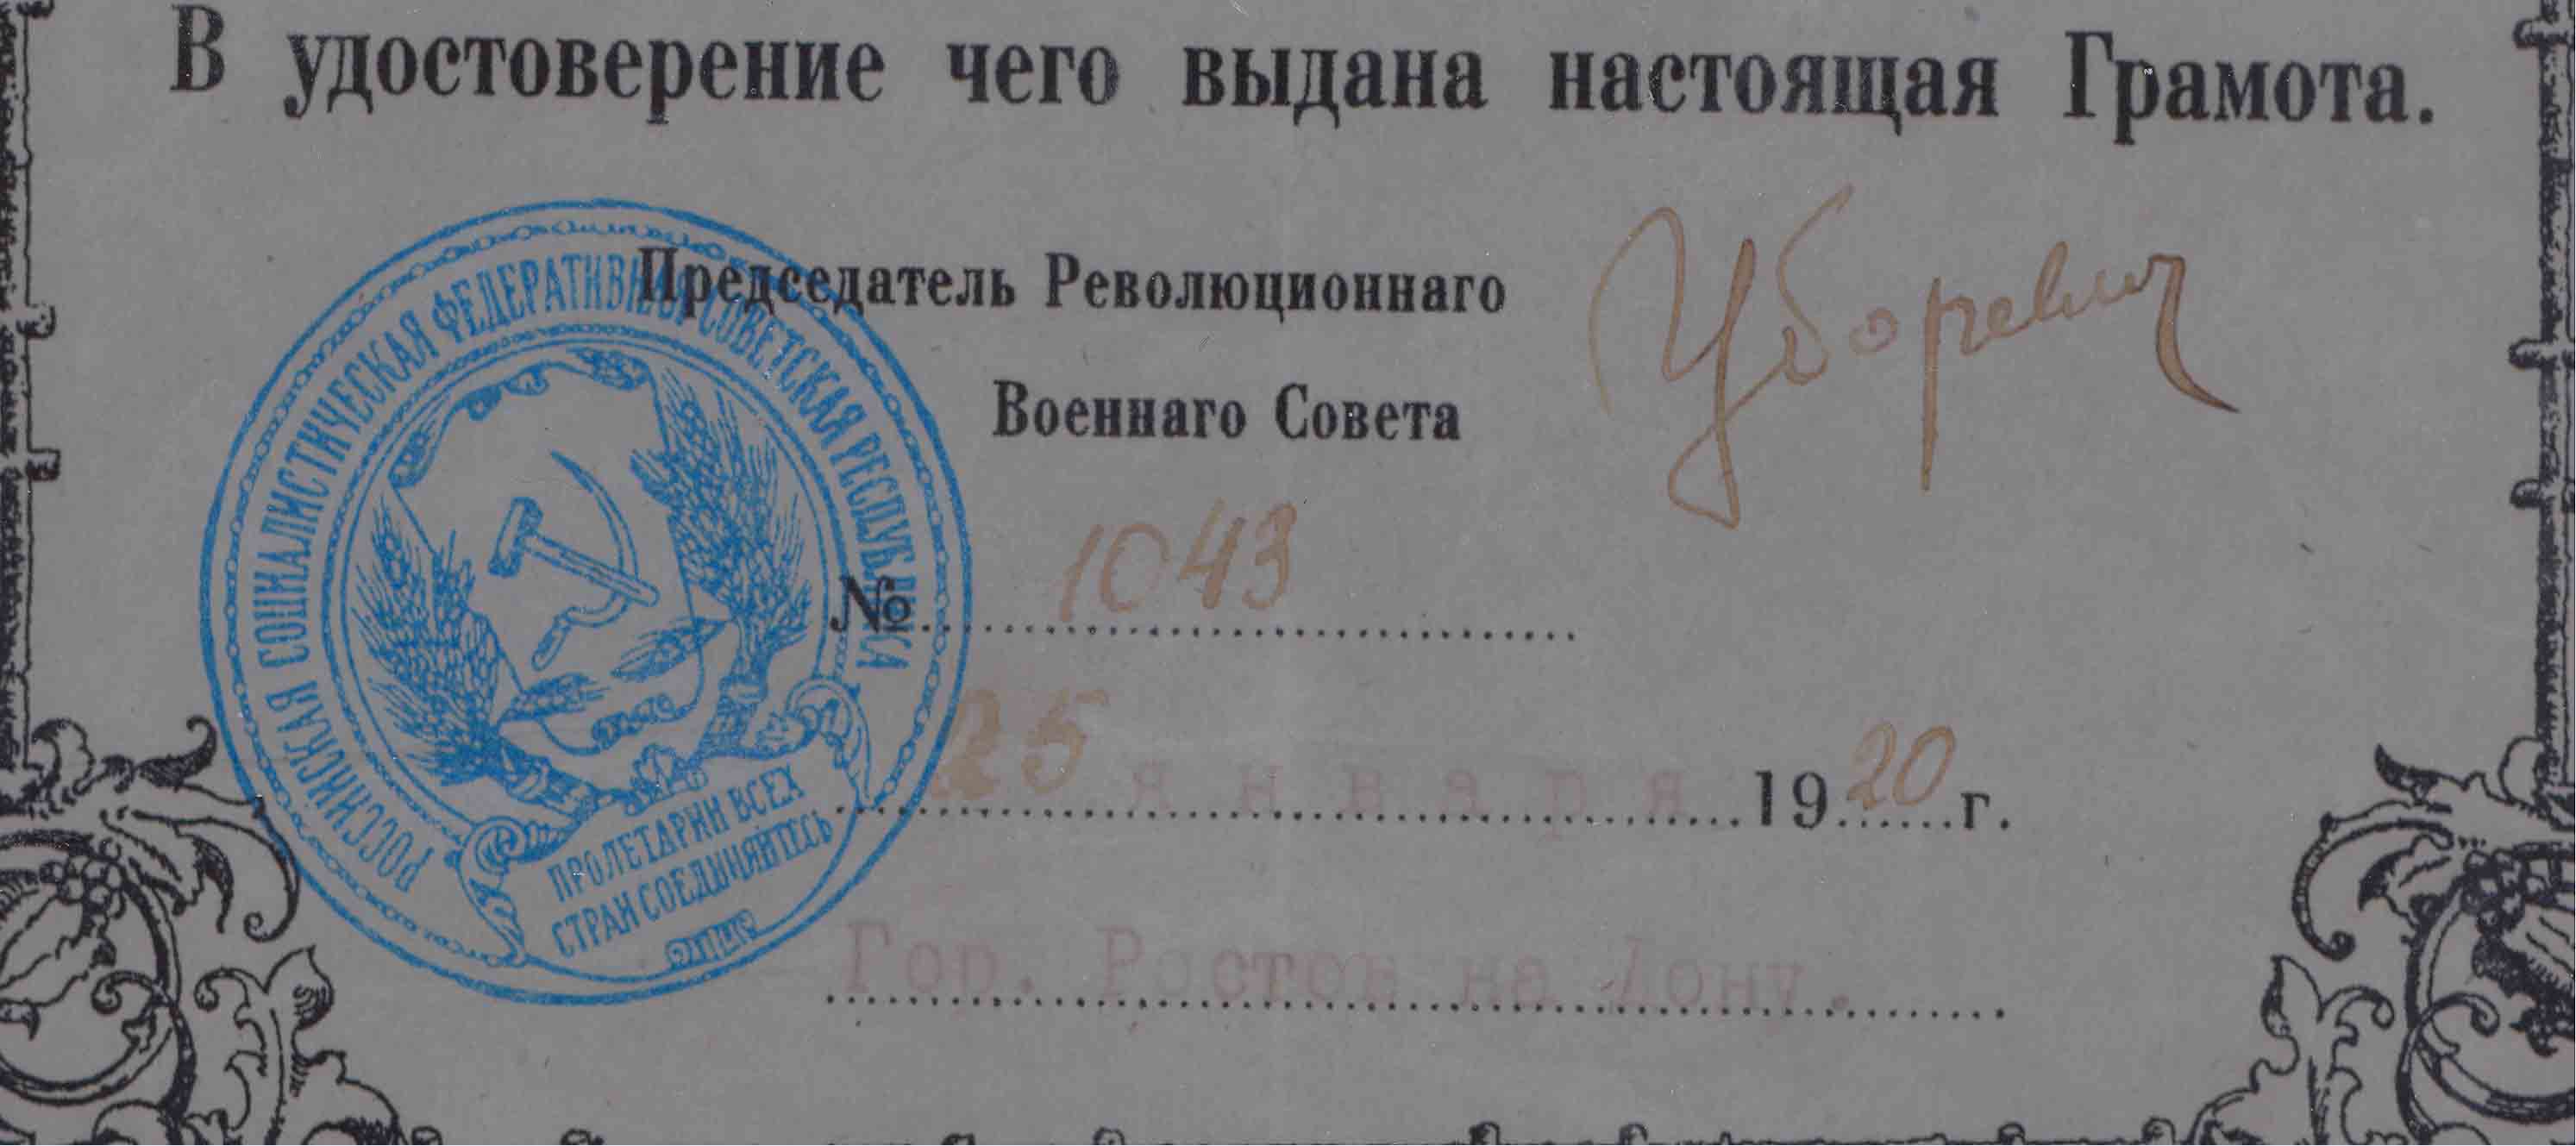 В удостоверение чего выдана настоящая Грамота.
Председатель Революционнаго
Военнаго Совета
Уборевич
№ 1043
25 января 1920 г.
Гор. Ростов на Дону.
РОССИЙСКАЯ СОЦИАЛИСТИЧЕСКАЯ ФЕДЕРАТИВНАЯ СОВЕТСКАЯ РЕСПУБЛИКА
ПРОЛЕТАРИИ ВСЕХ
СТРАН СОЕДИНЯЙТЕСЬ